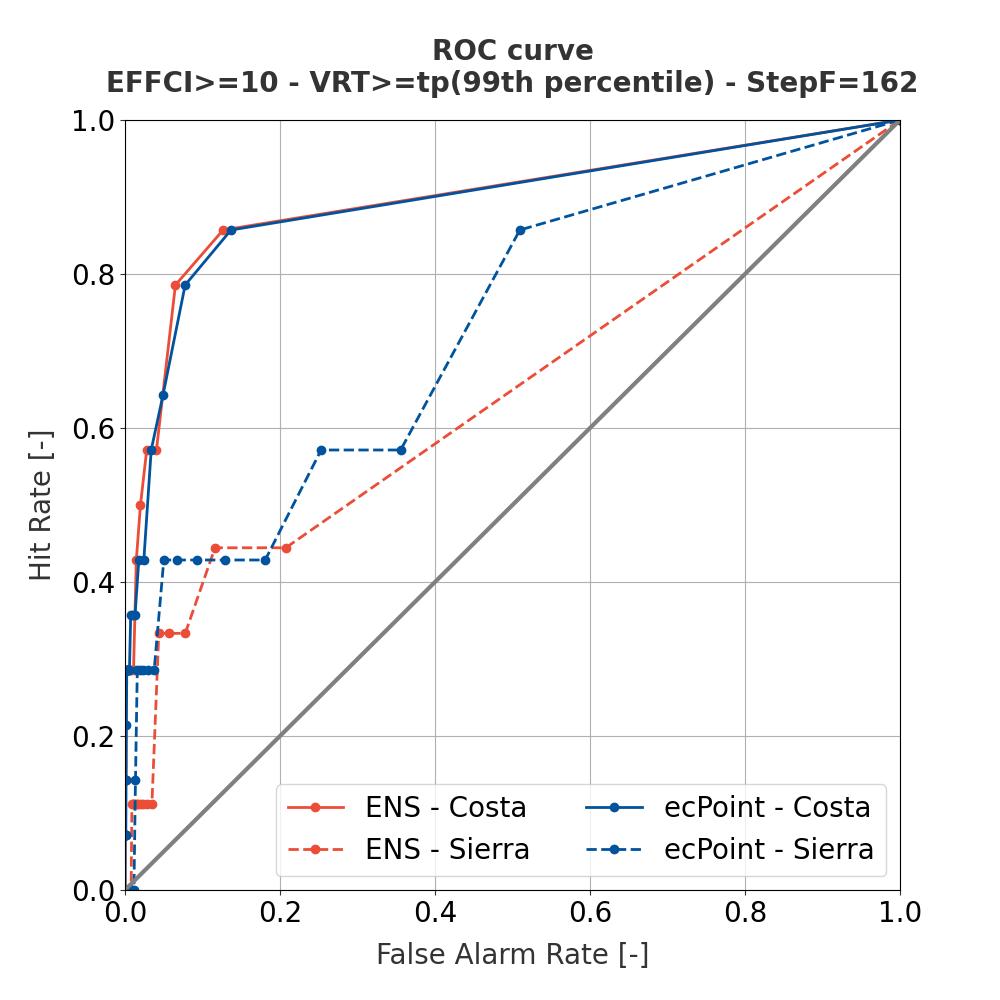 ROC curve
EFFCI>=10 - VRT>=tp(99th percentile) - StepF=162
1.0
0.8
0.6
0.4
0.2
0.0
Hit Rate [-]
0.0 0.2 0.4 0.6 0.8 1.0
False Alarm Rate [-]
ENS - Costa ecPoint - Costa
ENS - Sierra ecPoint - Sierra